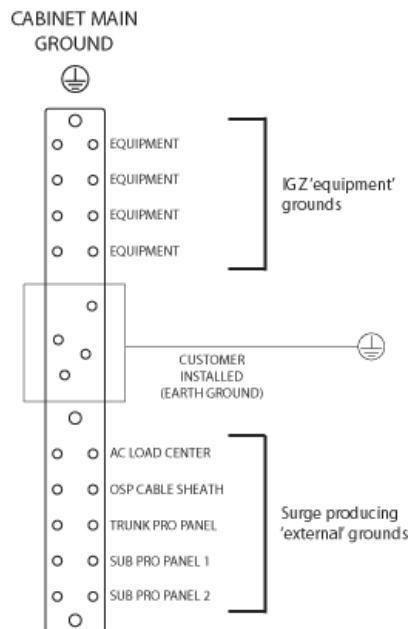 CABINET MAIN
GROUND
EQUIPMENT
EQUIPMENT
EQUIPMENT
EQUIPMENT
IGZ 'equipment'
grounds
CUSTOMER
INSTALLED
(EARTH GROUND)
AC LOAD CENTER
OSP CABLE SHEATH
TRUNK PRO PANEL
SUB PRO PANEL 1
SUB PRO PANEL 2
Surge producing
'external' grounds